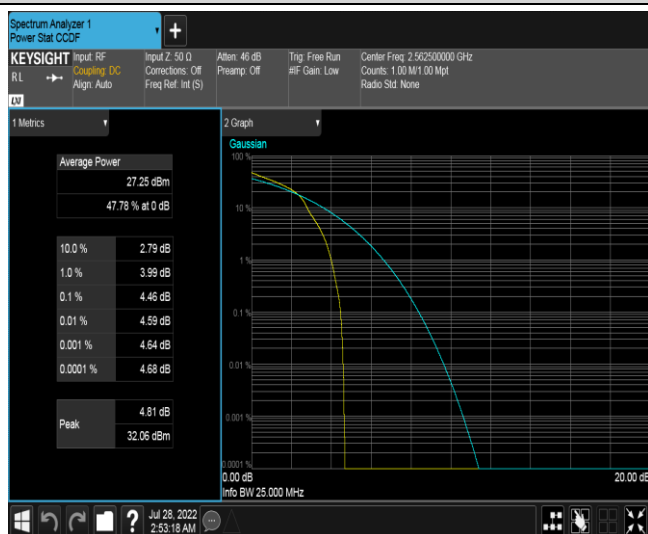 Spectrum Analyzer 1
Power Stat CCDF
KEYSIGHT
RL
LXI
Input: RF
Coupling: DC
Align: Auto
Input Z: 50 Ω
Corrections: Off
Freq Ref: Int (S)
Atten: 46 dB
Preamp: Off
Trig: Free Run
#IF Gain: Low
Center Freq: 2.562500000 GHz
Counts: 1.00 M/1.00 Mpt
Radio Std: None
1 Metrics
Average Power
27.25 dBm
47.78 % at 0 dB
10.0 % 2.79 dB
1.0 % 3.99 dB
0.1 % 4.46 dB
0.01 % 4.59 dB
0.001 % 4.64 dB
0.0001 % 4.68 dB
Peak
4.81 dB
32.06 dBm
2 Graph
Gaussian
100 %
10 %
1 %
0.1 %
0.01 %
0.001 %
0.0001 %
0.00 dB
20.00 dB
Info BW 25.000 MHz
?
Jul 28, 2022
2:53:18 AM